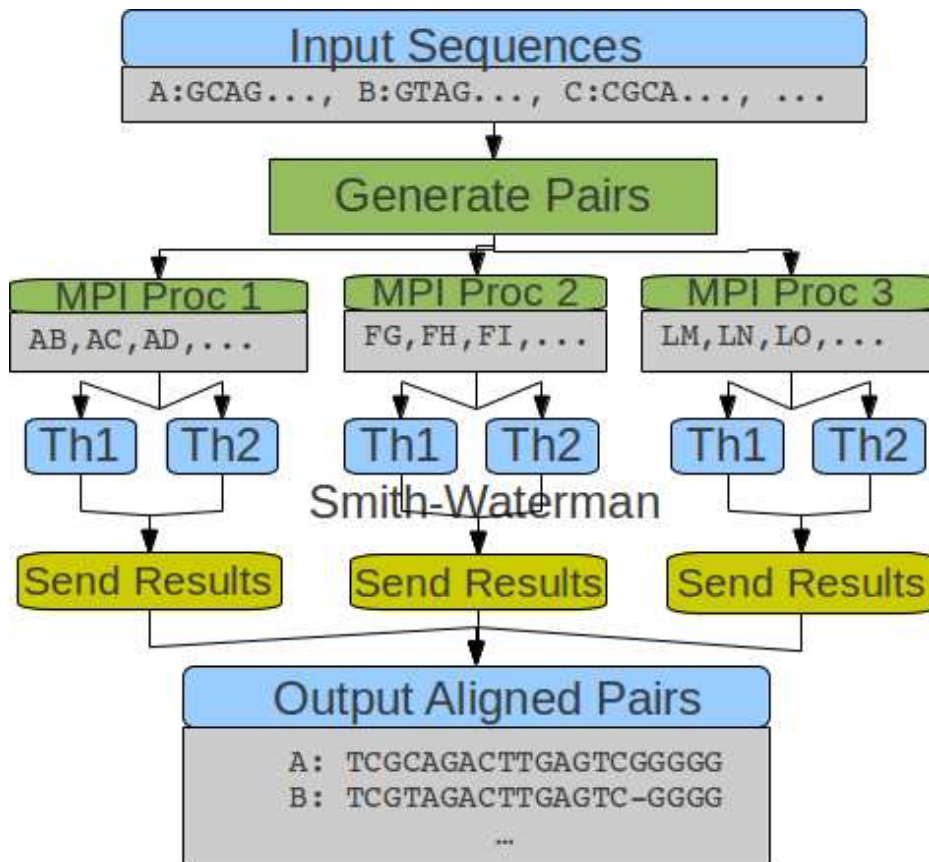 Input Sequences
A:GCAG..., B:GTAG..., C:CGCA..., ...
Generate Pairs
MPI Proc 1
MPI Proc 2
MPI Proc 3
AB,AC,AD,...
FG,FH,FI,...
LM,LN,LO,...
Th1
Th2
Th1
Th2
Th1
Th2
Smith-Waterman
Send Results
Send Results
Send Results
Output Aligned Pairs
A: TCGCAGACTTGAGTCGGGGG
B: TCGTAGACTTGAGTC-GGGG
...